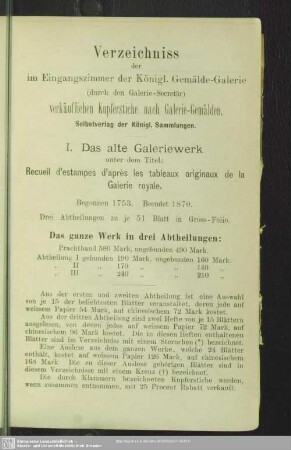 Verzeichniss
der
im Eingangszimmer der Königl. Gemälde-Galerie
(durch den Galerie-Secretär)
verkäuflichen Kupferstiche nach Galerie-Gemälden.
Selbstverlag der Königl. Sammlungen.
I. Das alte Galeriewerk
unter dem Titel:
Recueil d'estampes d'après les tableaux originaux de la
Galerie royale.
Begonnen 1753. Beendet 1870.
Drei Abtheilungen zu je 51 Blatt in Gross-Folio.
Das ganze Werk in drei Abtheilungen:
Prachtband 580 Mark, ungebunden 490 Mark.
Abtheilung I gebunden 190 Mark, ungebunden 160 Mark.
„ II „ 170 „ „ 140 „
„ III „ 240 „ „ 210 „
Aus der ersten und zweiten Abtheilung ist eine Auswahl
von je 15 der beliebtesten Blätter veranstaltet, deren jede auf
weissem Papier 54 Mark, auf chinesischem 72 Mark kostet.
Aus der dritten Abtheilung sind zwei Hefte von je 15 Blättern
ausgelesen, von denen jedes auf weissem Papier 72 Mark, auf
chinesischem 96 Mark kostet. Die in diesen Heften enthaltenen
Blätter sind im Verzeichniss mit einem Sternchen (*) bezeichnet.
Eine Auslese aus dem ganzen Werke, welche 24 Blätter
enthält, kostet auf weissem Papier 126 Mark, auf chinesischem
168 Mark. Die zu dieser Auslese gehörigen Blätter sind in
diesem Verzeichnisse mit einem Kreuz (†) bezeichnet.
Die durch Klammern bezeichneten Kupferstiche werden,
wenn zusammen entnommen, mit 25 Procent Rabatt verkauft.